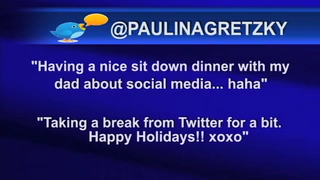 @PAULINAGRETZKY
"Having a nice sit down dinner with my
dad about social media... haha"
"Taking a break from Twitter for a bit.
Happy Holidays!! xoxo"